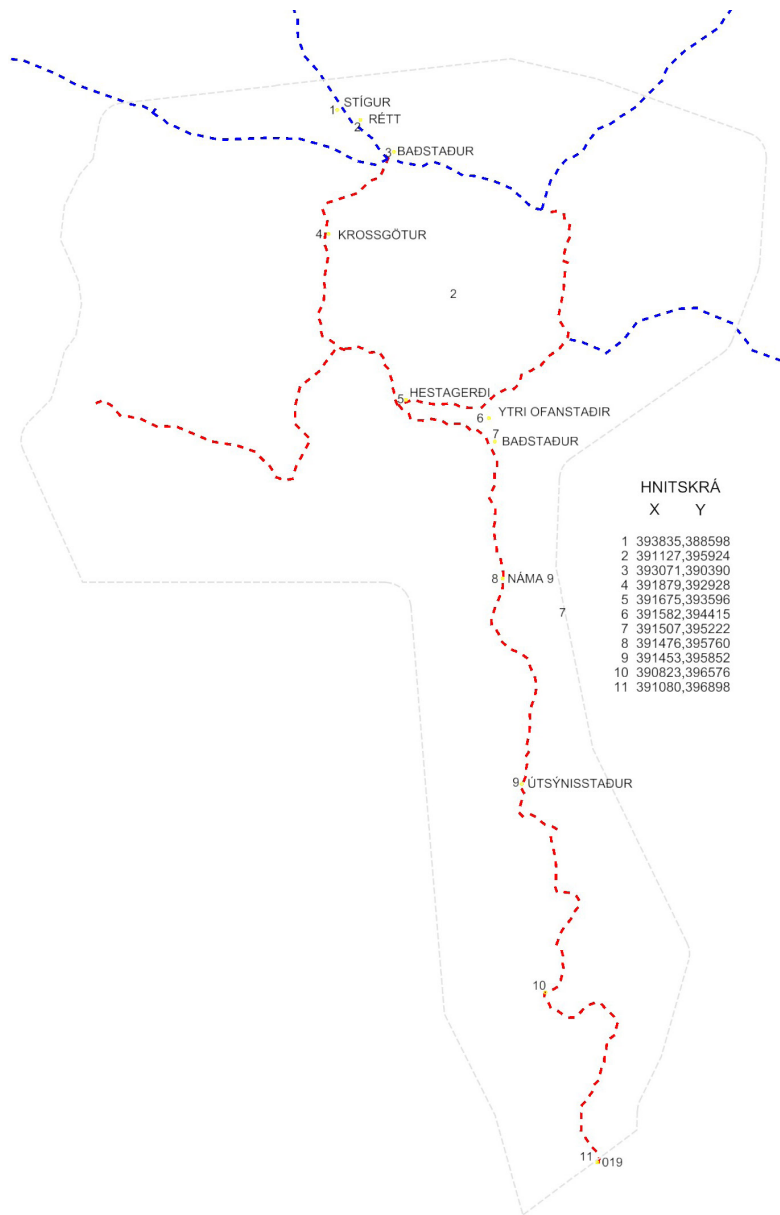 STÍGUR
1
RÉTT
2
3 BAÐSTAÐUR
4 KROSSGÖTUR
2
HESTAGERÐI
5
YTRI OFANSTAÐIR
6
7
BAÐSTAÐUR
HNITSKRÁ
X Y
1 393835,388598
2 391127,395924
3 393071,390390
4 391879,392928
5 391675,393596
6 391582,394415
7 391507,395222
8 391476,395760
9 391453,395852
10 390823,396576
11 391080,396898
8 NÁMA 9
7
9 ÚTSÝNISSTAÐUR
10
11 019